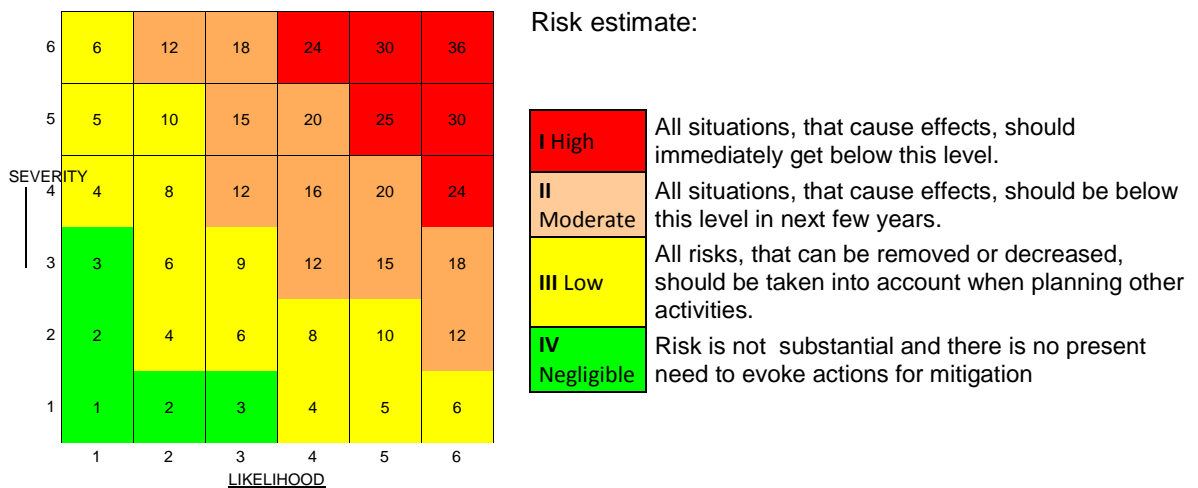 Risk estimate:
6 6 12 18 24 30 36
5 5 10 15 20 25 30
SEVERITY
4 4 8 12 16 20 24
3 3 6 9 12 15 18
2 2 4 6 8 10 12
1 1 2 3 4 5 6
1 2 3 4 5 6
LIKELIHOOD
I High
All situations, that cause effects, should
immediately get below this level.
II
Moderate
All situations, that cause effects, should be below
this level in next few years.
III Low
All risks, that can be removed or decreased,
should be taken into account when planning other
activities.
IV
Negligible
Risk is not substantial and there is no present
need to evoke actions for mitigation